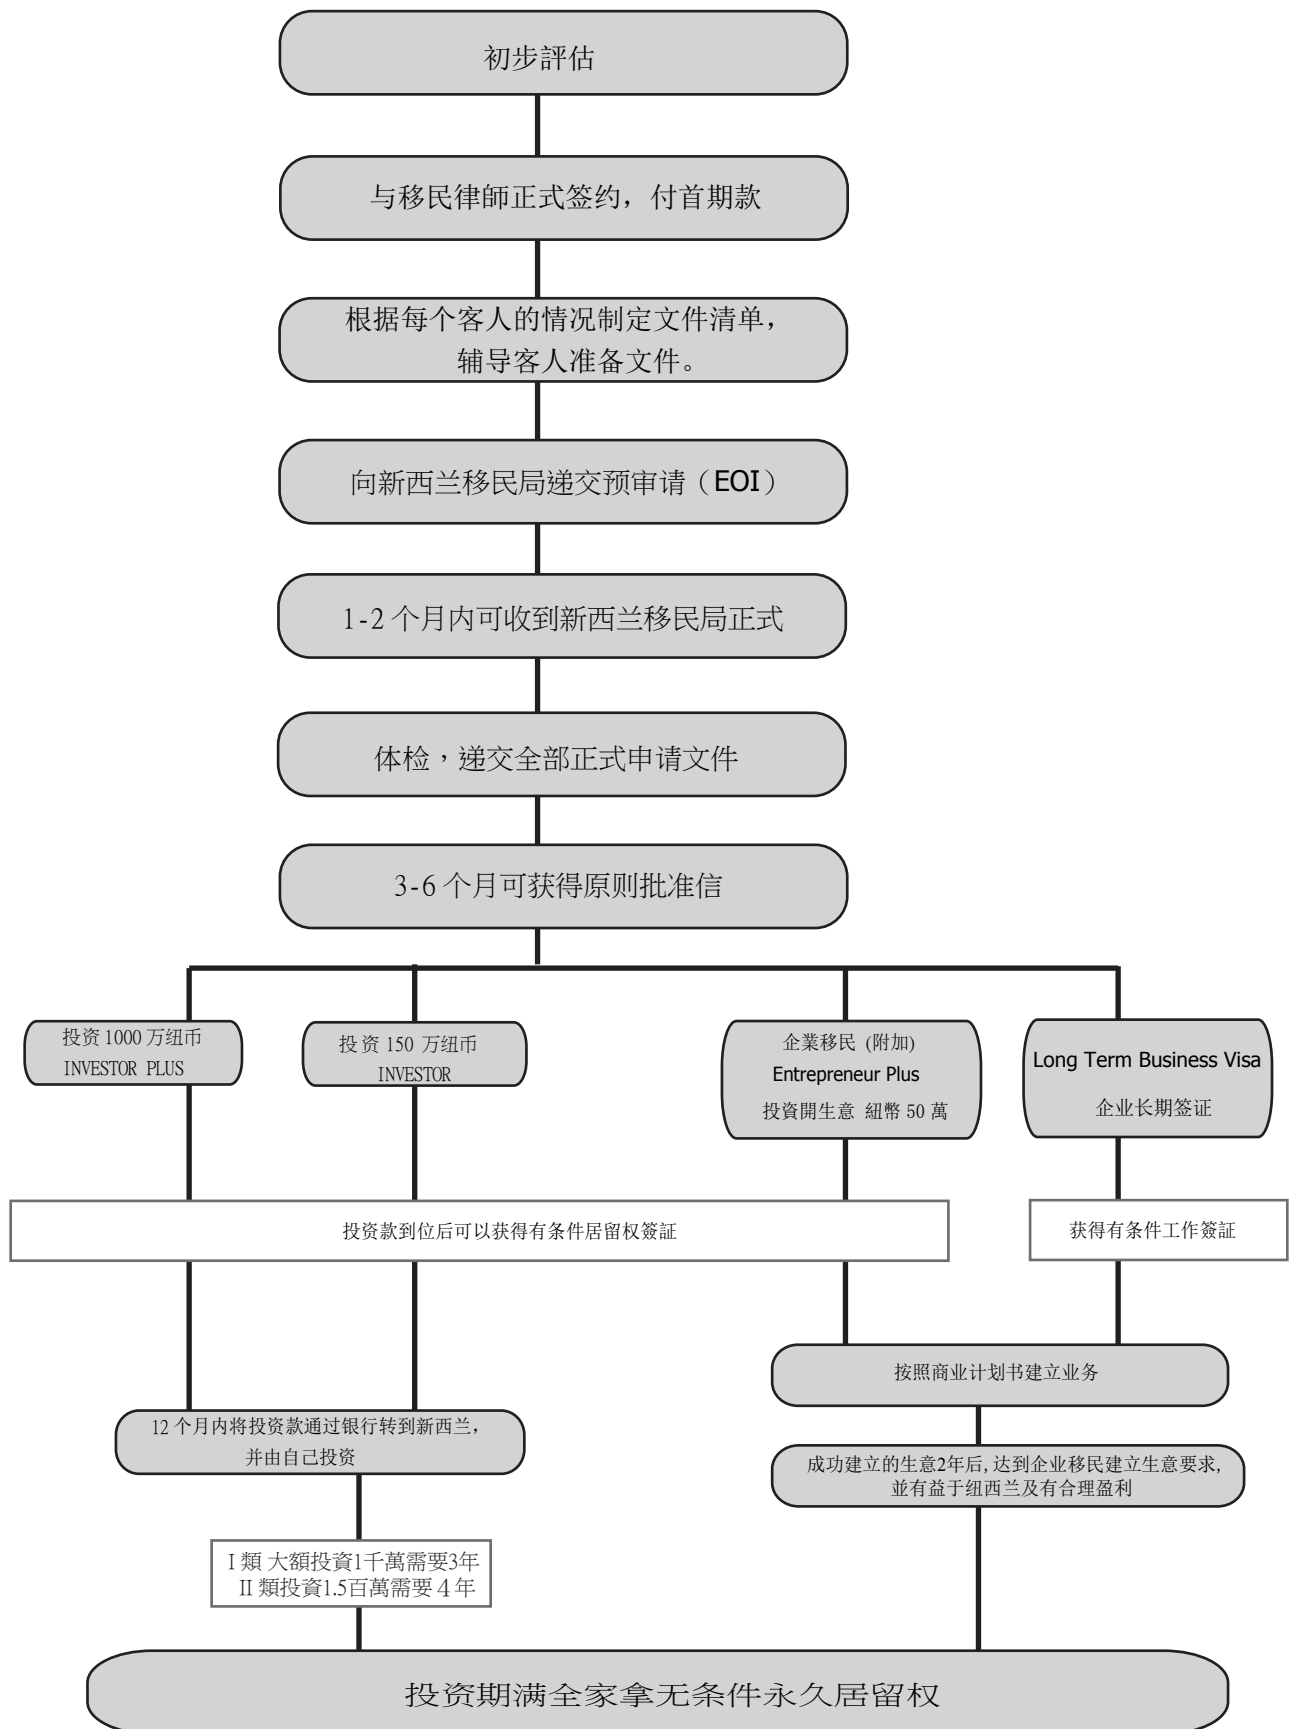 初步評估
与移民律師正式签约，付首期款
根据每个客人的情况制定文件清单，
辅导客人准备文件。
向新西兰移民局递交预审请（EOI）
1-2 个月内可收到新西兰移民局正式
体检，递交全部正式申请文件
3-6 个月可获得原则批准信
投资 1000 万纽币
INVESTOR PLUS
投资 150 万纽币
INVESTOR
企業移民 (附加)
Entrepreneur Plus
投資開生意 紐幣 50 萬
Long Term Business Visa
企业长期签证
投资款到位后可以获得有条件居留权簽証
获得有条件工作簽証
按照商业计划书建立业务
12 个月内将投资款通过银行转到新西兰，
并由自己投资
成功建立的生意2年后, 达到企业移民建立生意要求,
並有益于纽西兰及有合理盈利
I 類 大額投資1千萬需要3年
II 類投資1.5百萬需要 4 年
投资期满全家拿无条件永久居留权